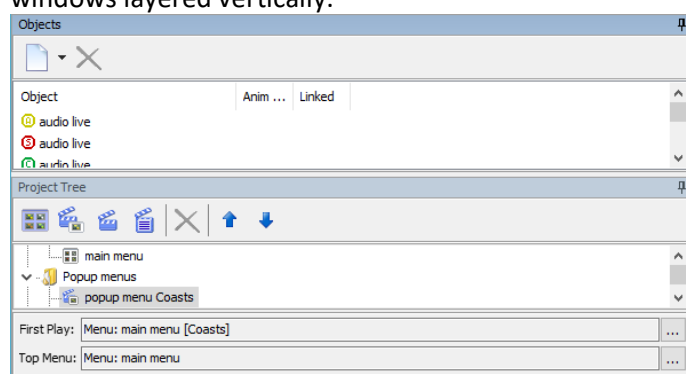 windows layered vertically.
Objects
Object Anim ... Linked
audio live
audio live
audio live
Project Tree
main menu
Popup menus
popup menu Coasts
First Play: Menu: main menu [Coasts] ...
Top Menu: Menu: main menu ...